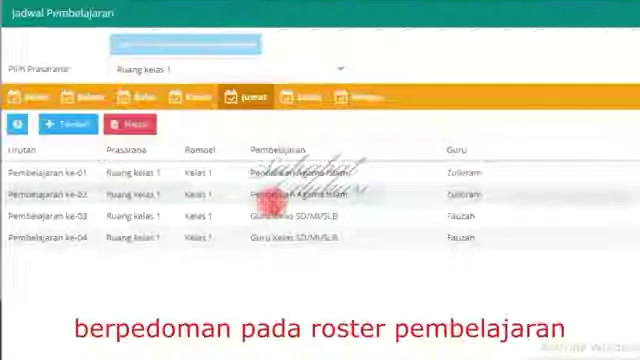 Jadwal Pembelajaran
Pilih Prasarana: Ruang kelas 1
Jumat
+ Tambah Hapus
Urutan Prasarana Rombel Pembelajaran Guru
Pembelajaran ke-01 Ruang kelas 1 Kelas 1 Pendidikan Agama Islam Zulkiram
Pembelajaran ke-02 Ruang kelas 1 Kelas 1 Pendidikan Agama Islam Zulkiram
Pembelajaran ke-03 Ruang kelas 1 Kelas 1 Guru Kelas SD/MI/SLB Fauzah
Pembelajaran ke-04 Ruang kelas 1 Kelas 1 Guru Kelas SD/MI/SLB Fauzah
Sahabat
berpedoman pada roster pembelajaran